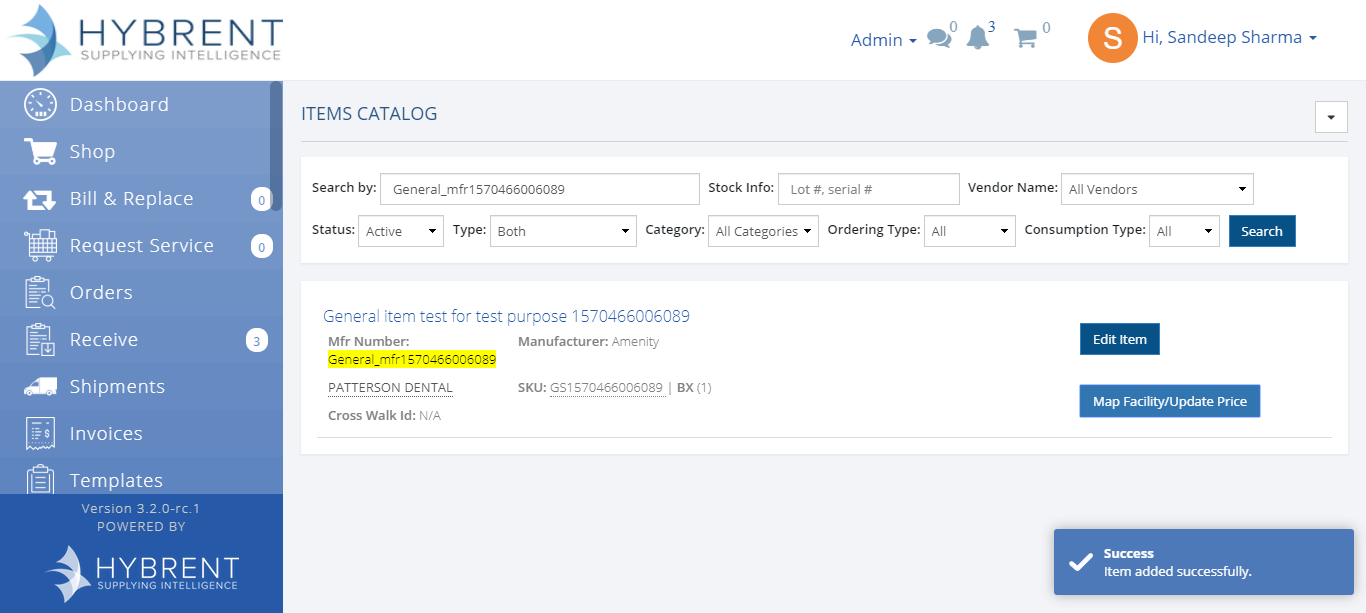 HYBRENT
SUPPLYING INTELLIGENCE
Admin
0
3
0
S
Hi, Sandeep Sharma
Dashboard
Shop
Bill & Replace
0
Request Service
0
Orders
Receive
3
Shipments
Invoices
Templates
Version 3.2.0-rc.1
POWERED BY
HYBRENT
SUPPLYING INTELLIGENCE
ITEMS CATALOG
Search by: General_mfr1570466006089 Stock Info: Lot #, serial # Vendor Name: All Vendors
Status: Active Type: Both Category: All Categories Ordering Type: All Consumption Type: All Search
General item test for test purpose 1570466006089
Mfr Number: Manufacturer: Amenity
General_mfr1570466006089
PATTERSON DENTAL SKU: GS1570466006089 | BX (1)
Cross Walk Id: N/A
Edit Item
Map Facility/Update Price
Success
Item added successfully.